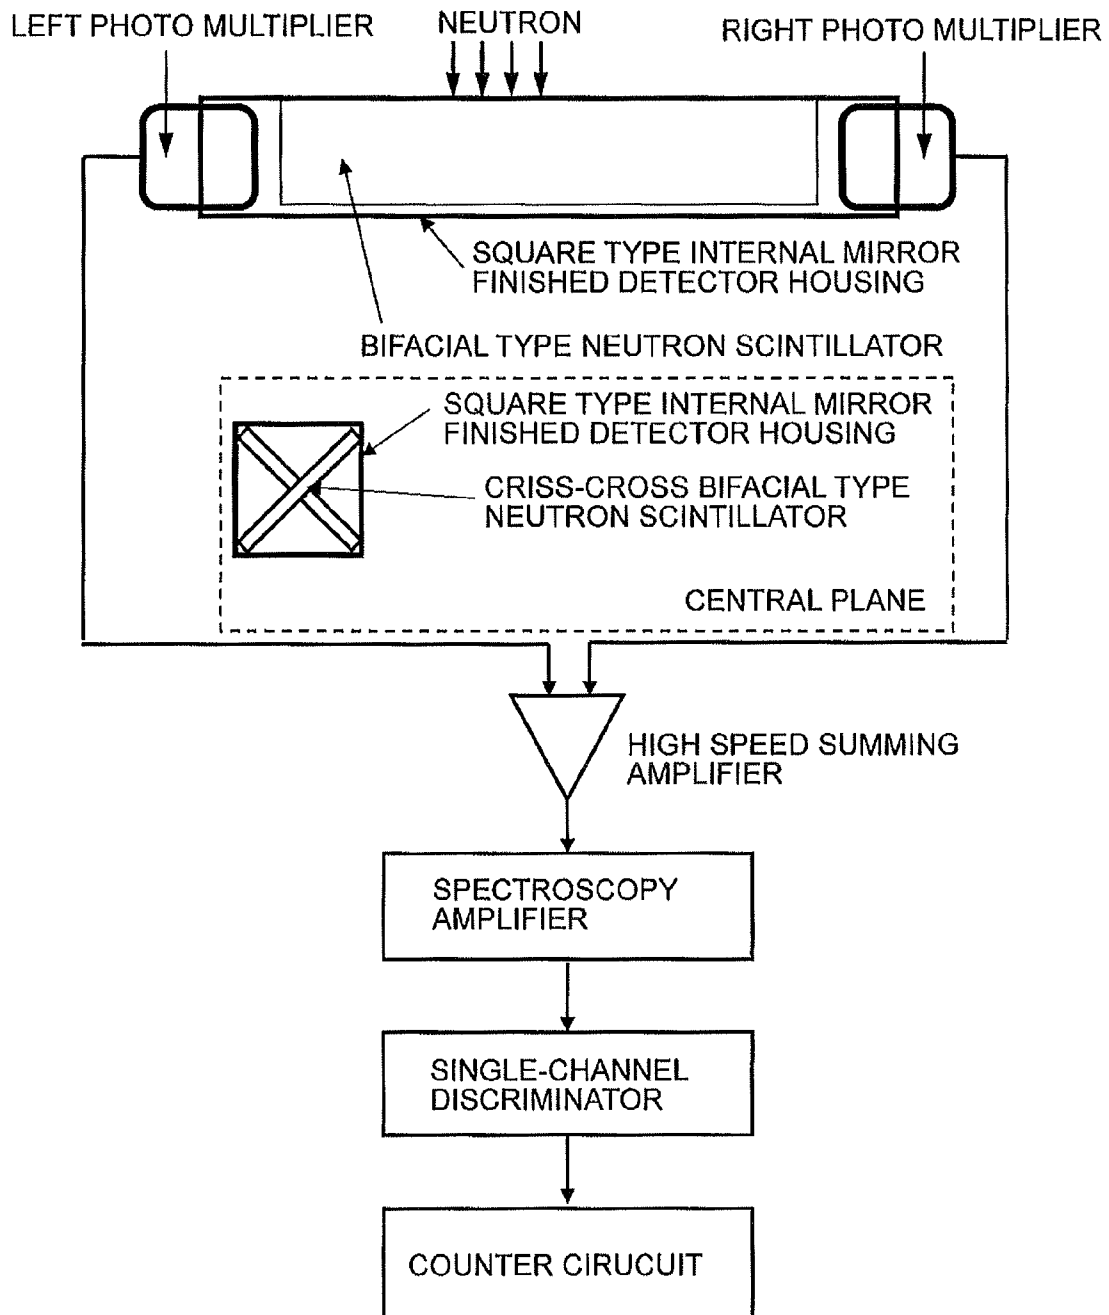 LEFT PHOTO MULTIPLIER
NEUTRON
RIGHT PHOTO MULTIPLIER
SQUARE TYPE INTERNAL MIRROR
FINISHED DETECTOR HOUSING
BIFACIAL TYPE NEUTRON SCINTILLATOR
SQUARE TYPE INTERNAL MIRROR
FINISHED DETECTOR HOUSING
CRISS-CROSS BIFACIAL TYPE
NEUTRON SCINTILLATOR
CENTRAL PLANE
HIGH SPEED SUMMING
AMPLIFIER
SPECTROSCOPY
AMPLIFIER
SINGLE-CHANNEL
DISCRIMINATOR
COUNTER CIRUCUIT